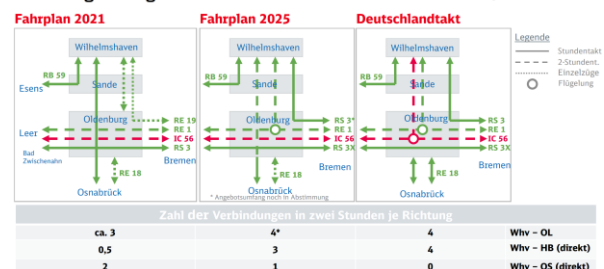 Fahrplan 2021
Fahrplan 2025
Deutschlandtakt
Wilhelmshaven
RB 59
Esens
Sande
Oldenburg
Leer
RE 19
RE 1
IC 56
RS 3
Bad
Zwischenahn
Bremen
RE 18
Osnabrück
Wilhelmshaven
RB 59
Sande
Oldenburg
RS 3*
RE 1
IC 56
RS 3X
Bremen
RE 18
Osnabrück
* Angebotsumfang noch in Abstimmung
Wilhelmshaven
RB 59
Sande
Oldenburg
RS 3
RE 1
IC 56
RS 3X
Bremen
RE 18
Osnabrück
Legende
Stundentakt
2-Stundent.
Einzelzüge
Flügelung
Zahl der Verbindungen in zwei Stunden je Richtung
ca. 3 4* 4 Whv – OL
0,5 3 4 Whv – HB (direkt)
2 1 0 Whv – OS (direkt)